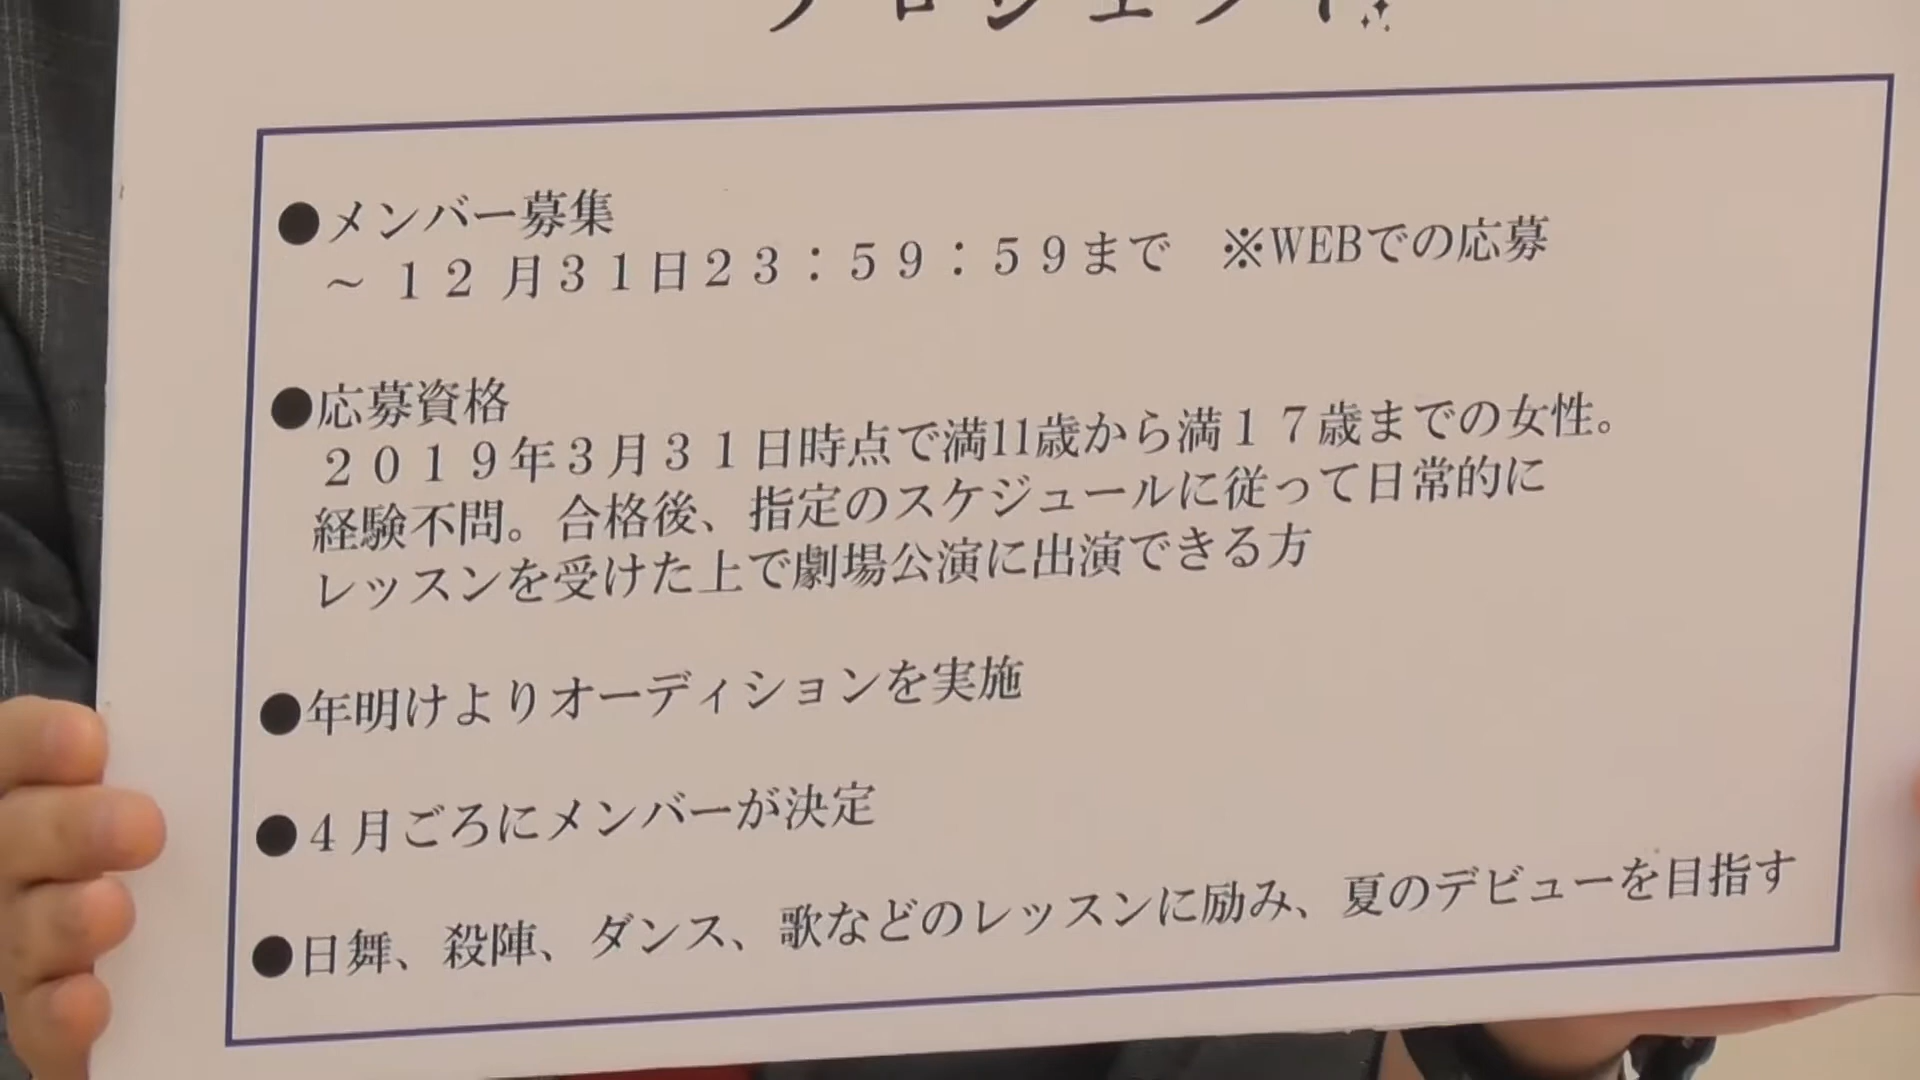 プロジェクト
●メンバー募集
～１２月３１日２３：５９：５９まで　※WEBでの応募
●応募資格
２０１９年３月３１日時点で満11歳から満１７歳までの女性。
経験不問。合格後、指定のスケジュールに従って日常的に
レッスンを受けた上で劇場公演に出演できる方
●年明けよりオーディションを実施
●４月ごろにメンバーが決定
●日舞、殺陣、ダンス、歌などのレッスンに励み、夏のデビューを目指す